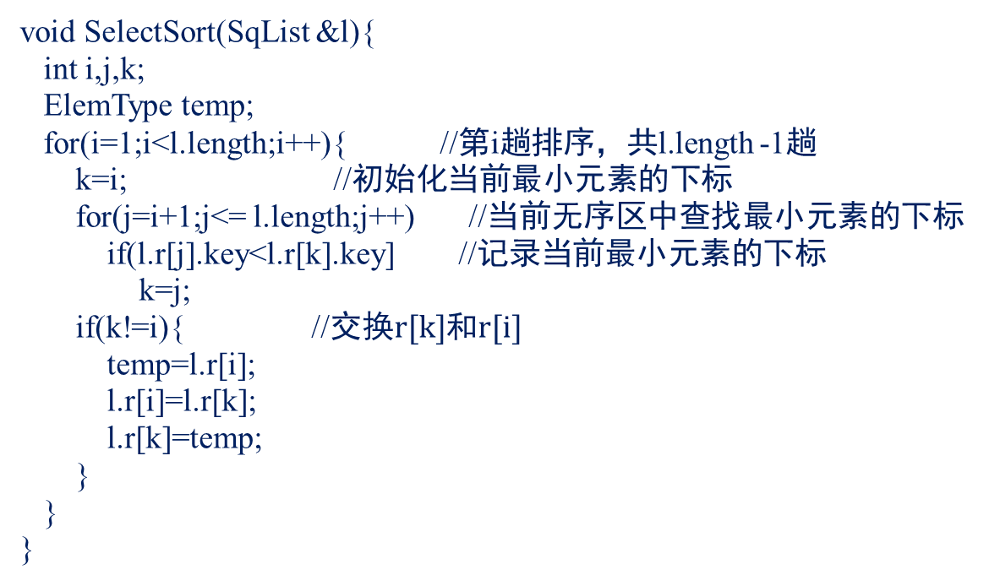 void SelectSort(SqList &l){
int i,j,k;
ElemType temp;
for(i=1;i<l.length;i++){ //第i趟排序，共l.length -1趟
k=i; //初始化当前最小元素的下标
for(j=i+1;j<= l.length;j++) //当前无序区中查找最小元素的下标
if(l.r[j].key<l.r[k].key] //记录当前最小元素的下标
k=j;
if(k!=i){ //交换r[k]和r[i]
temp=l.r[i];
l.r[i]=l.r[k];
l.r[k]=temp;
}
}
}